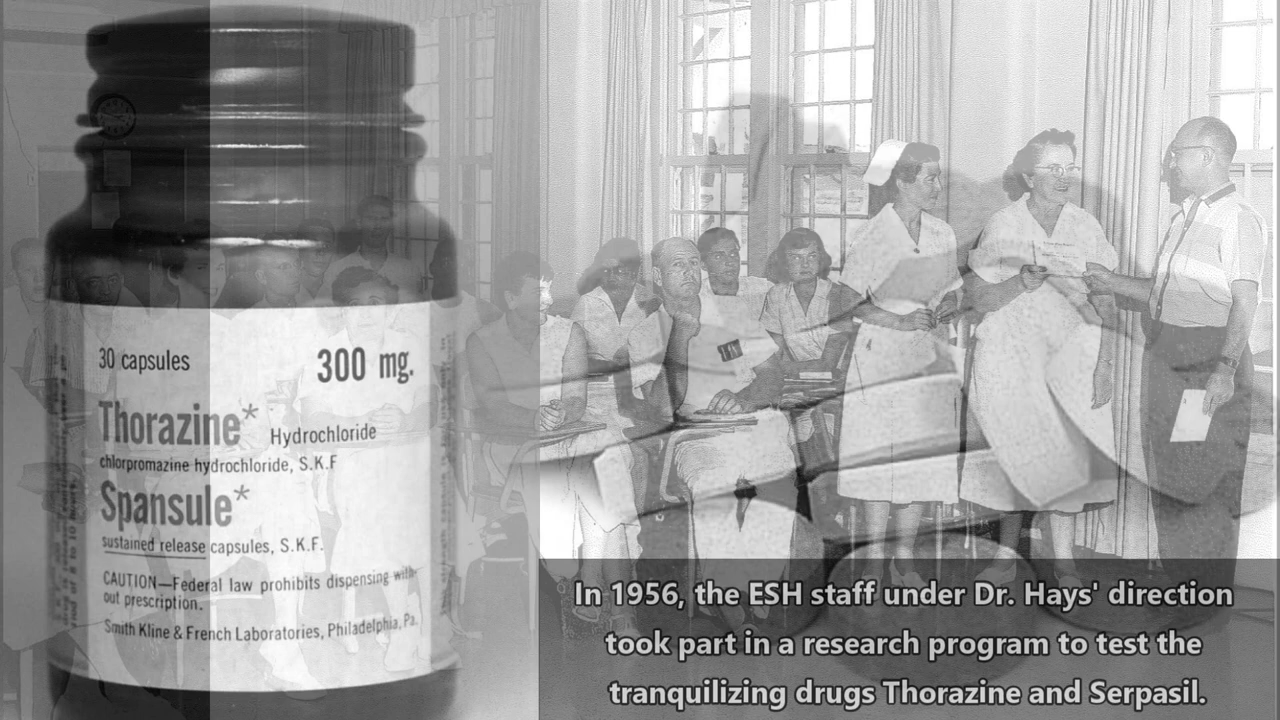 30 capsules 300 mg.
Thorazine* Hydrochloride
chlorpromazine hydrochloride, S.K.F
Spansule*
sustained release capsules, S.K.F.
CAUTION—Federal law prohibits dispensing with-
out prescription.
Smith Kline & French Laboratories, Philadelphia, Pa.
In 1956, the ESH staff under Dr. Hays' direction
took part in a research program to test the
tranquilizing drugs Thorazine and Serpasil.